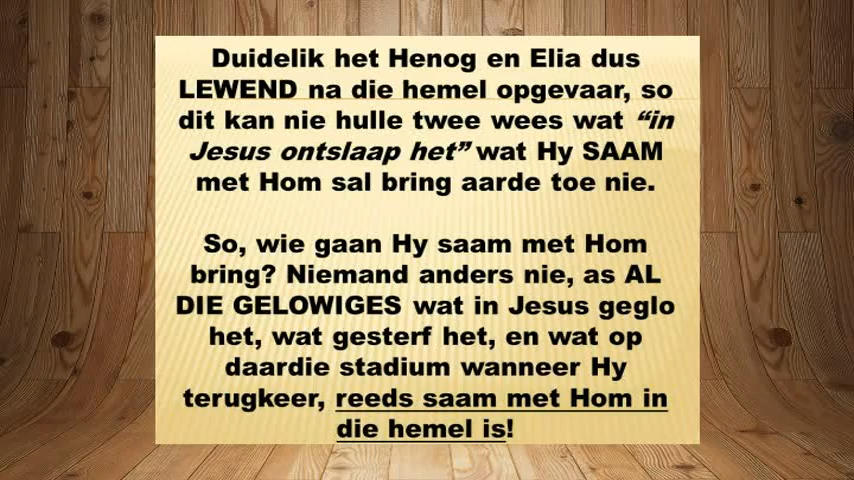 Duidelik het Henog en Elia dus
LEWEND na die hemel opgevaar, so
dit kan nie hulle twee wees wat “in
Jesus ontslaap het” wat Hy SAAM
met Hom sal bring aarde toe nie.
So, wie gaan Hy saam met Hom
bring? Niemand anders nie, as AL
DIE GELOWIGES wat in Jesus geglo
het, wat gesterf het, en wat op
daardie stadium wanneer Hy
terugkeer, reeds saam met Hom in
die hemel is!